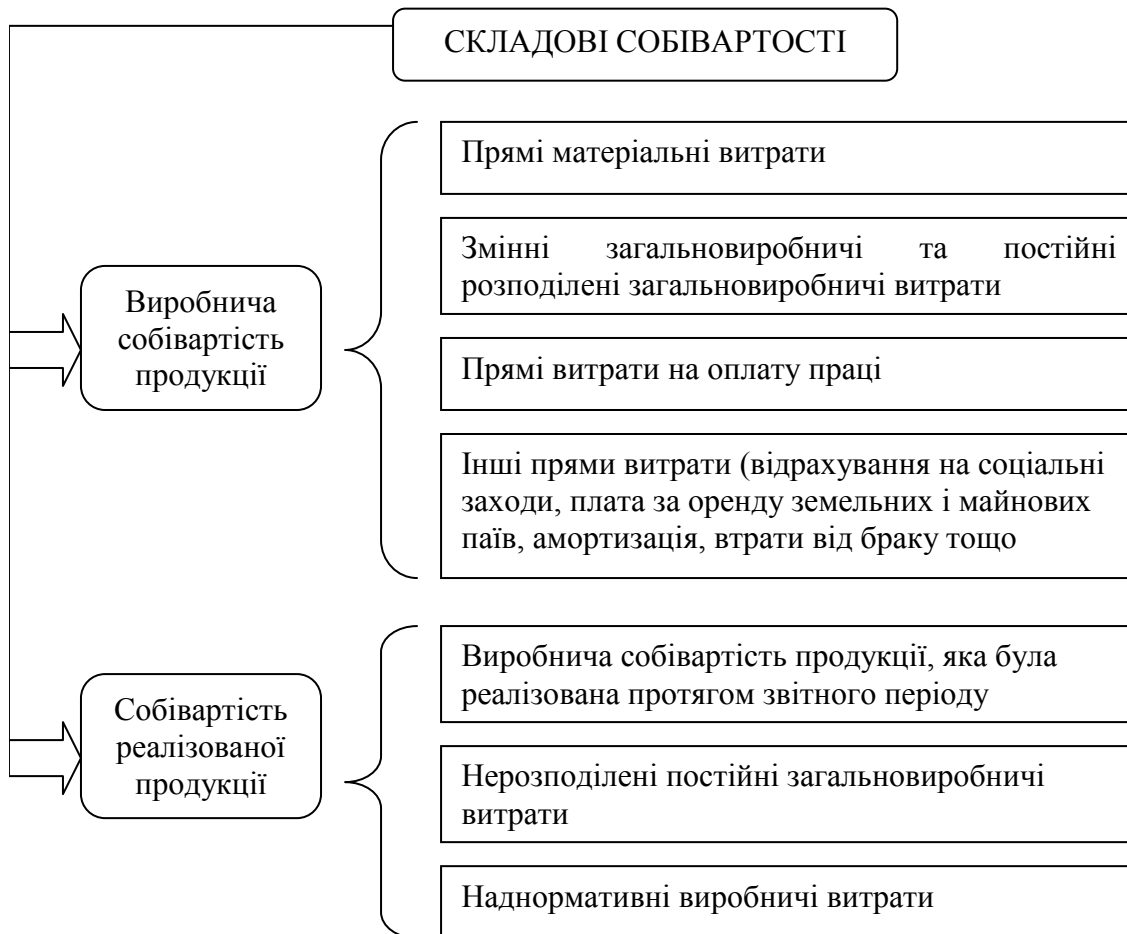 СКЛАДОВІ СОБІВАРТОСТІ
Виробнича
собівартість
продукції
Прямі матеріальні витрати
Змінні загальновиробничі та постійні
розподілені загальновиробничі витрати
Прямі витрати на оплату праці
Інші прями витрати (відрахування на соціальні
заходи, плата за оренду земельних і майнових
паїв, амортизація, втрати від браку тощо
Собівартість
реалізованої
продукції
Виробнича собівартість продукції, яка була
реалізована протягом звітного періоду
Нерозподілені постійні загальновиробничі
витрати
Наднормативні виробничі витрати